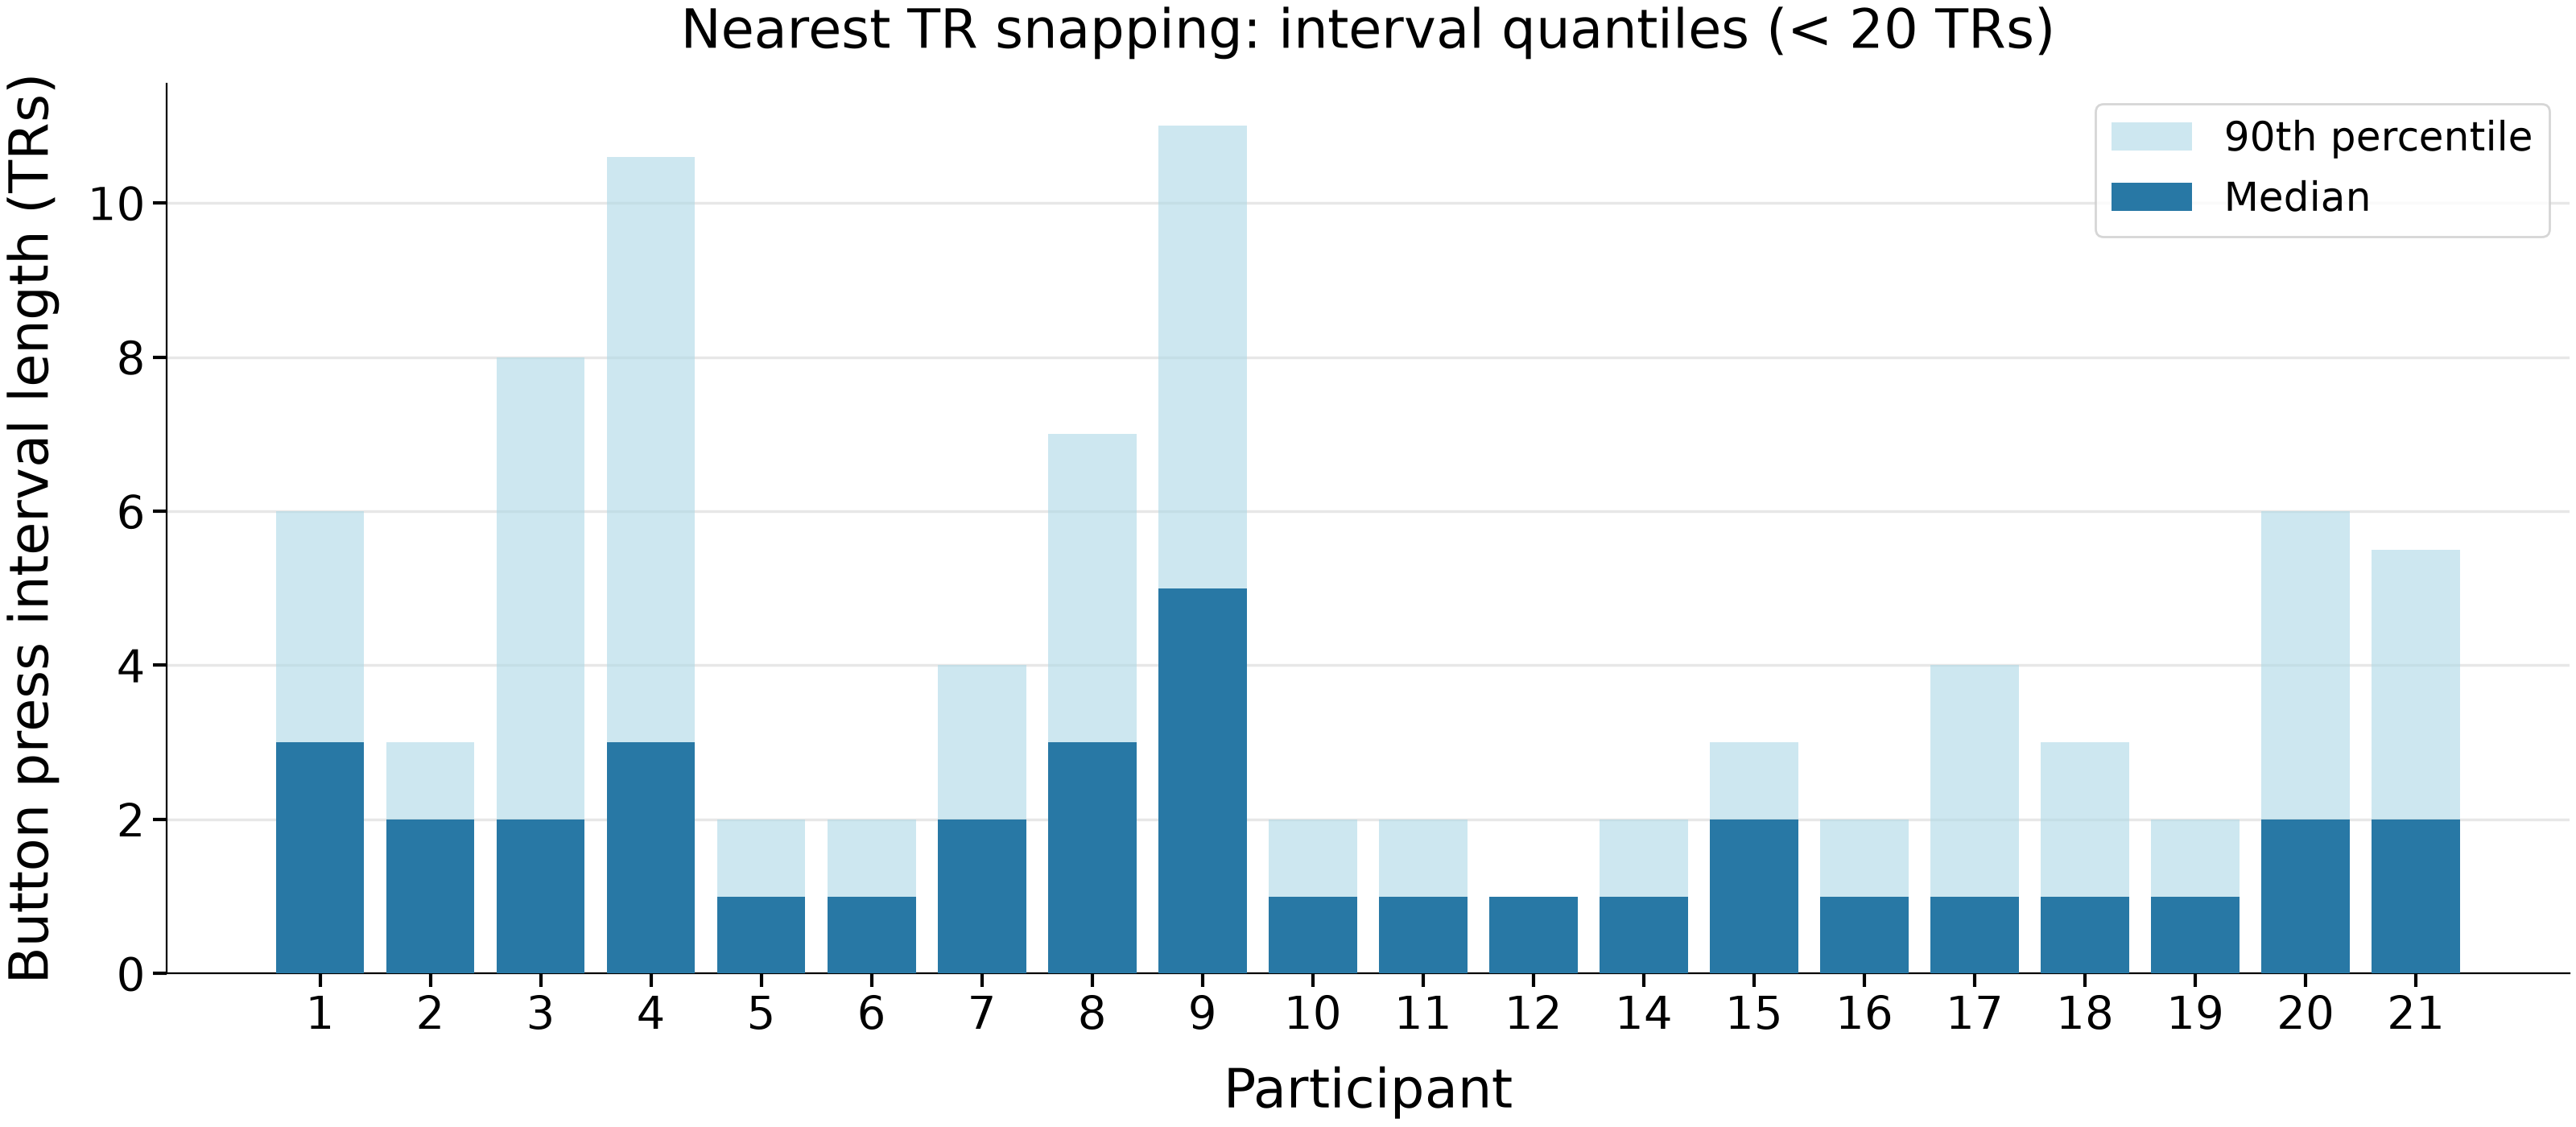 Nearest TR snapping: interval quantiles (< 20 TRs)
Button press interval length (TRs)
10
8
6
4
2
0
90th percentile
Median
1 2 3 4 5 6 7 8 9 10 11 12 14 15 16 17 18 19 20 21
Participant